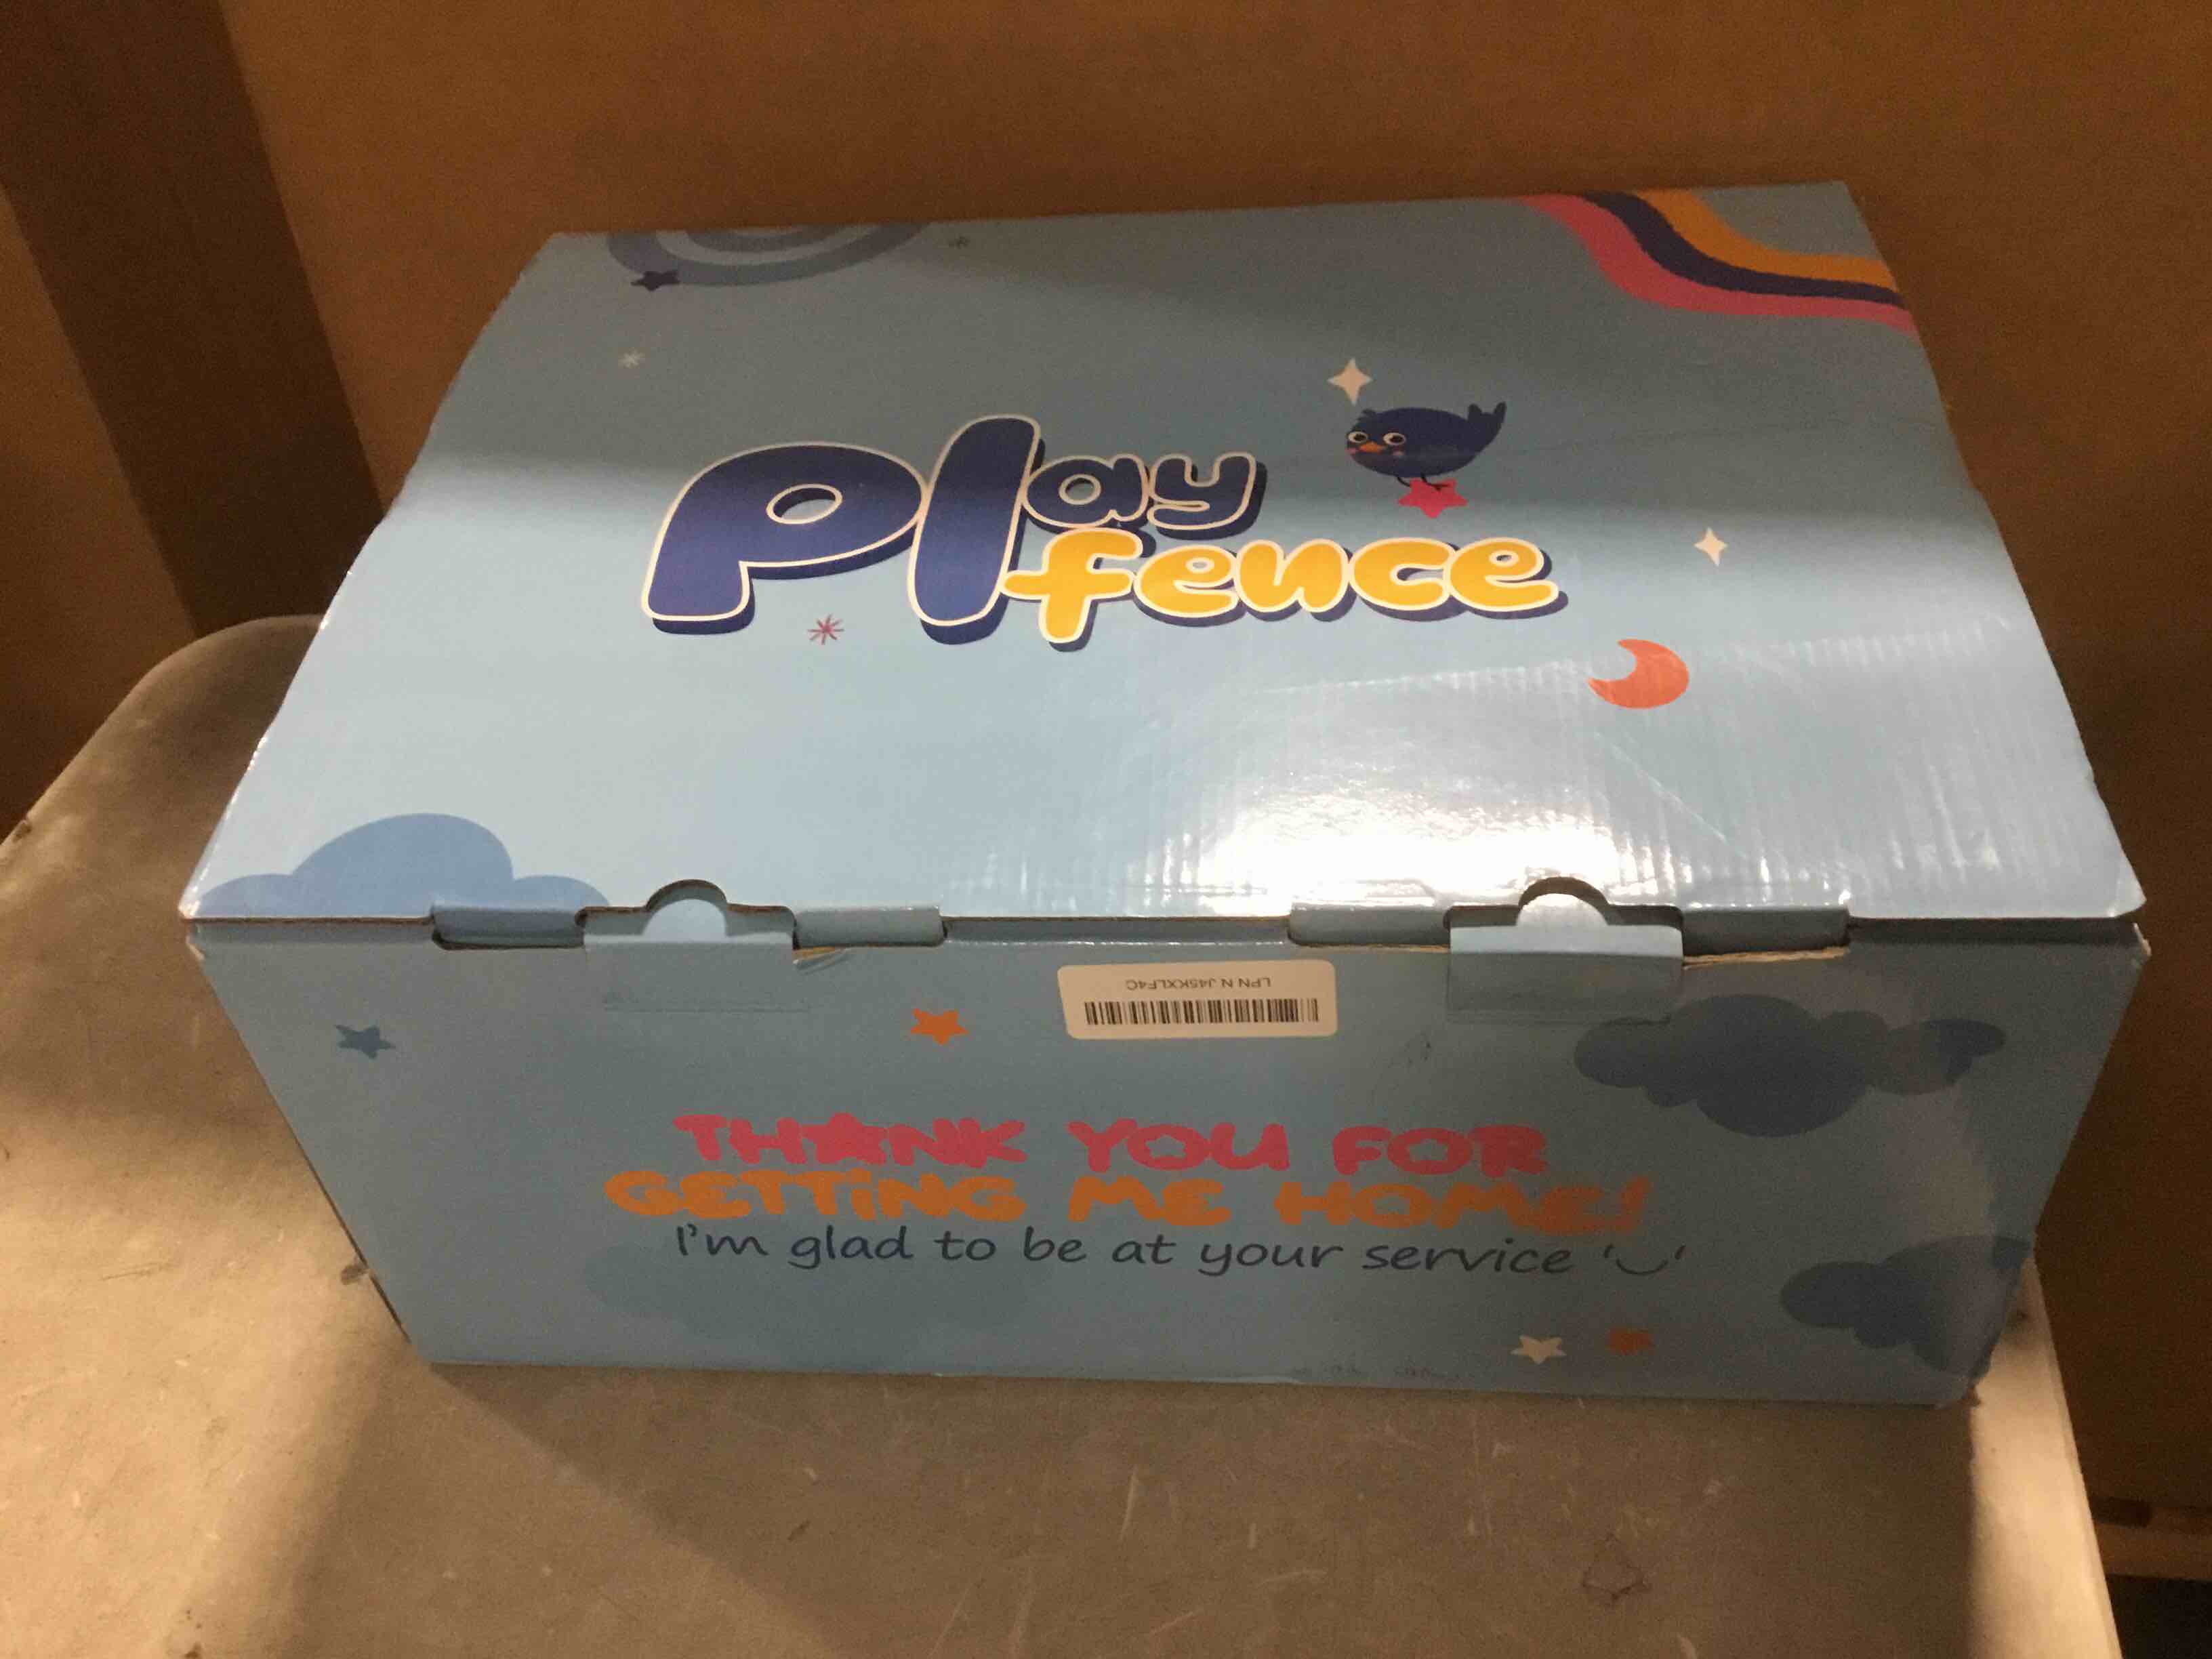 Play
fence
LPN N J45KXLF4C
THANK YOU FOR
GETTING ME HOME!
I'm glad to be at your service '‿'